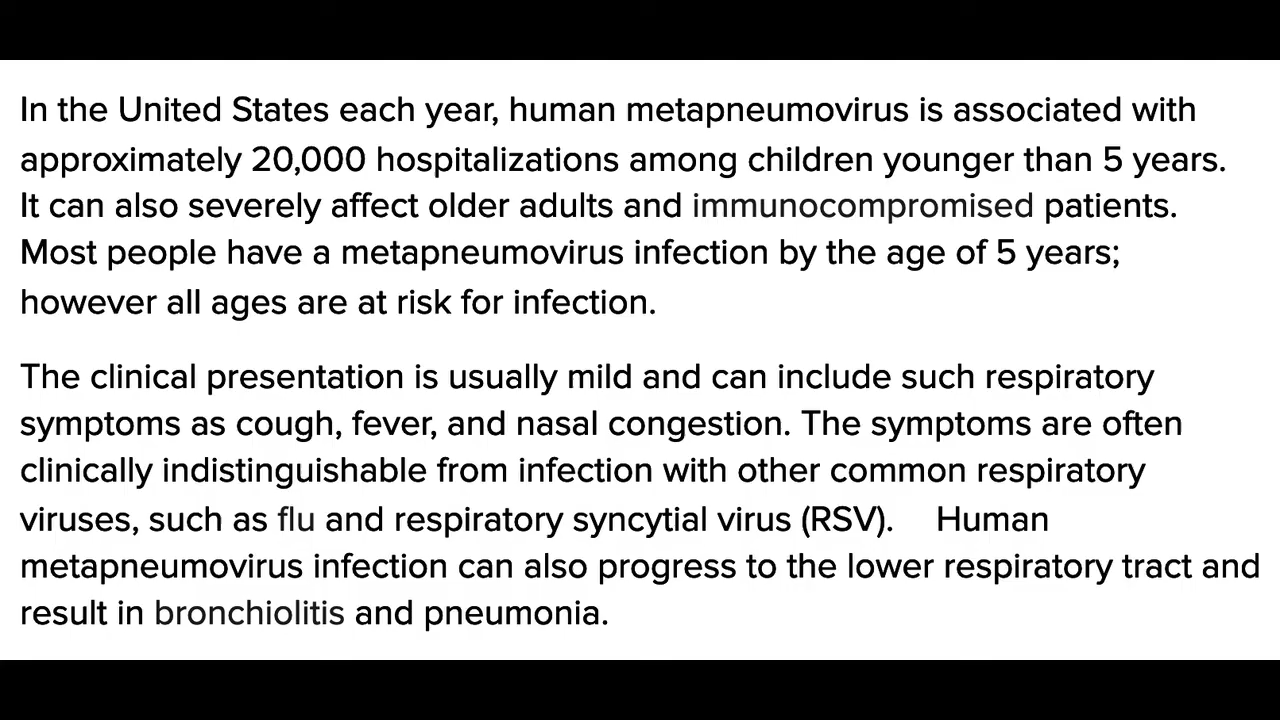 In the United States each year, human metapneumovirus is associated with
approximately 20,000 hospitalizations among children younger than 5 years.
It can also severely affect older adults and immunocompromised patients.
Most people have a metapneumovirus infection by the age of 5 years;
however all ages are at risk for infection.
The clinical presentation is usually mild and can include such respiratory
symptoms as cough, fever, and nasal congestion. The symptoms are often
clinically indistinguishable from infection with other common respiratory
viruses, such as flu and respiratory syncytial virus (RSV). Human
metapneumovirus infection can also progress to the lower respiratory tract and
result in bronchiolitis and pneumonia.